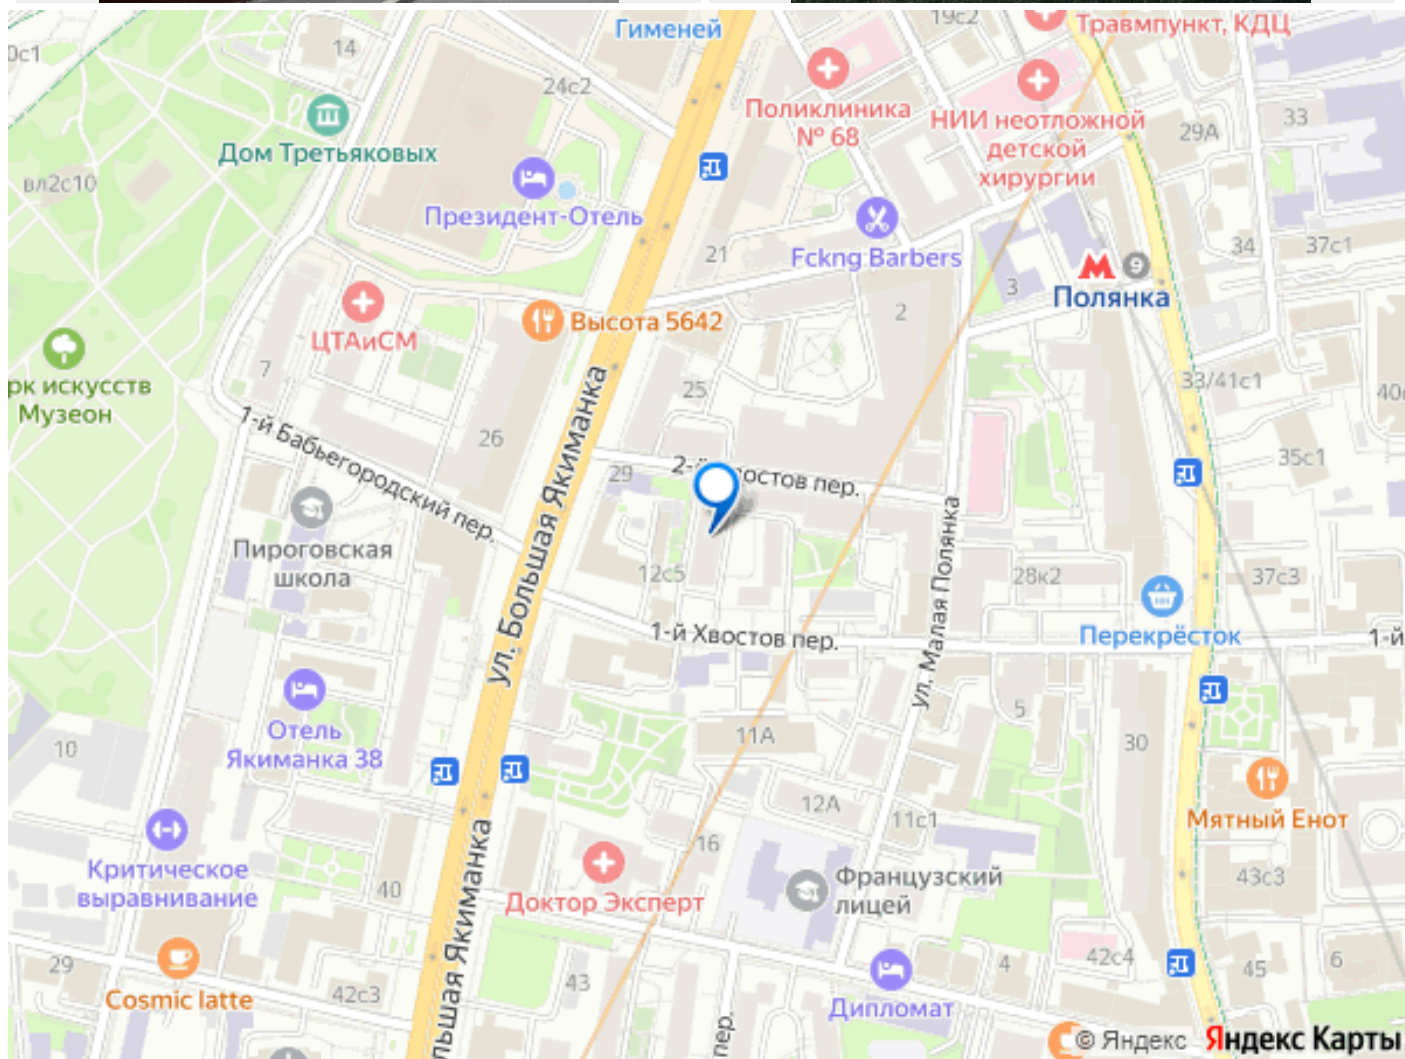 Гименей
19с2
Травмпункт, КДЦ
0с1
14
24с2
Поликлиника
№ 68
НИИ неотложной
детской
хирургии
29А
33
Дом Третьяковых
вл2с10
Президент-Отель
21
Fckng Barbers
34
37с1
3
9
Полянка
ЦТАиСМ
Высота 5642
2
7
рк искусств
Музеон
25
33/41с1
40
1-й Бабьегородский пер.
26
ул. Большая Якиманка
29
2-й Хвостов пер.
35с1
Пироговская
школа
12с5
ул. Малая Полянка
28к2
37с3
1-й Хвостов пер.
Перекрёсток
1-й
Отель
Якиманка 38
10
11А
5
30
12А
11с1
Мятный Енот
Критическое
выравнивание
40
16
Доктор Эксперт
Французский
лицей
43с3
льшая Якиманка
29
Cosmic latte
42с3
43
Дипломат
4
42с4
45
6
пер.
© Яндекс Яндекс Карты